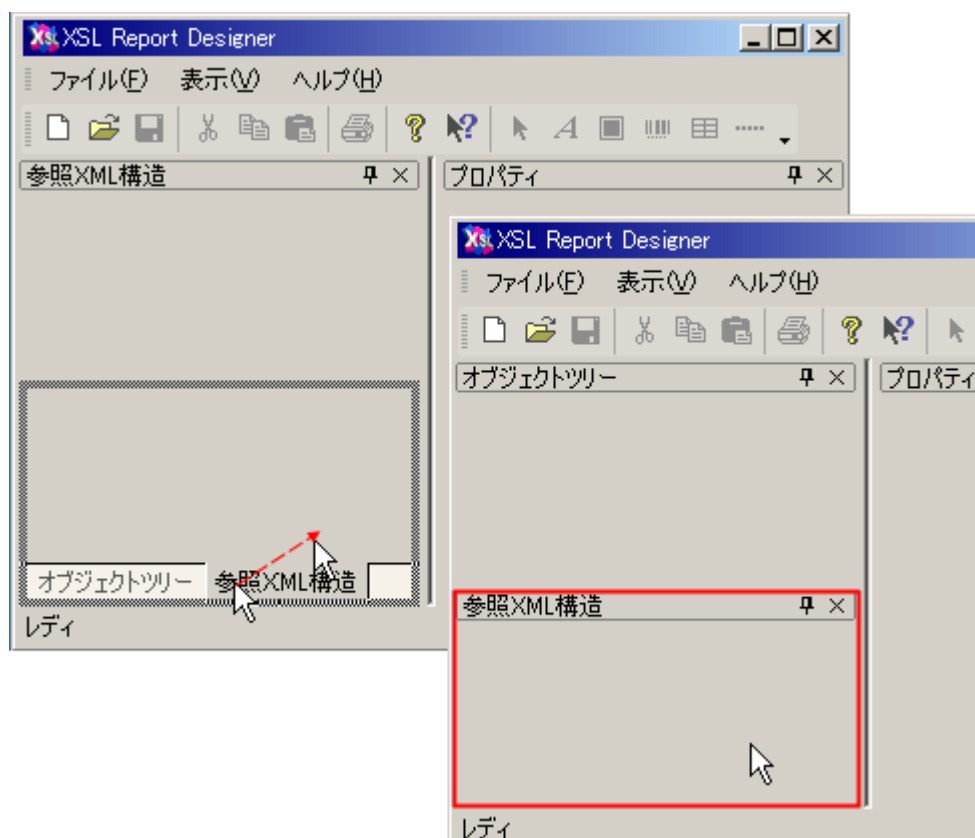 XSL Report Designer
ファイル(F) 表示(V) ヘルプ(H)
参照XML構造
プロパティ
オブジェクトツリー 参照XML構造
レディ
XSL Report Designer
ファイル(F) 表示(V) ヘルプ(H)
オブジェクトツリー
プロパティ
参照XML構造
レディ